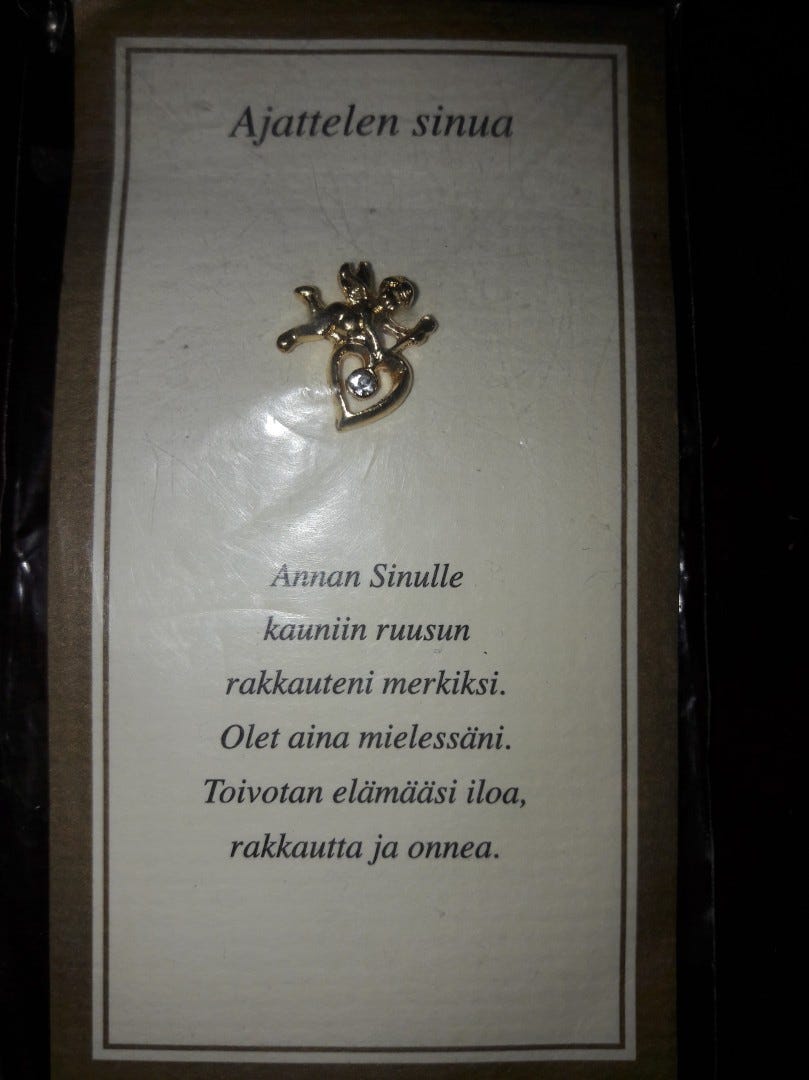 Ajattelen sinua
Annan Sinulle
kauniin ruusun
rakkauteni merkiksi.
Olet aina mielessäni.
Toivotan elämääsi iloa,
rakkautta ja onnea.